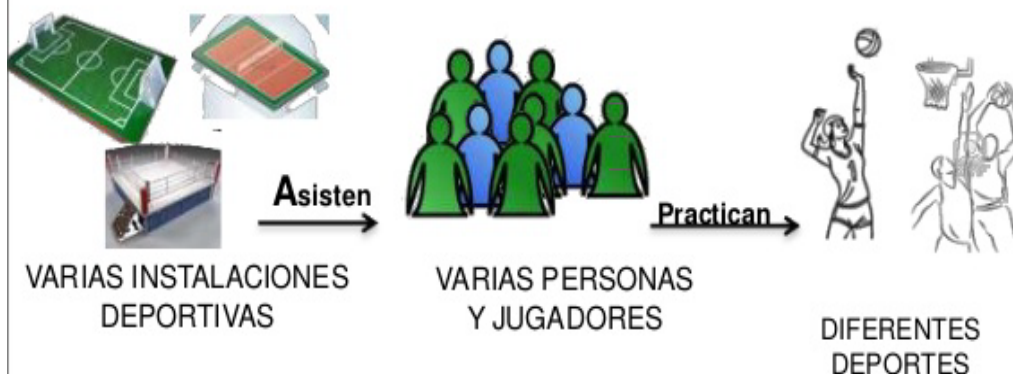 Asisten
Practican
VARIAS INSTALACIONES
DEPORTIVAS
VARIAS PERSONAS
Y JUGADORES
DIFERENTES
DEPORTES